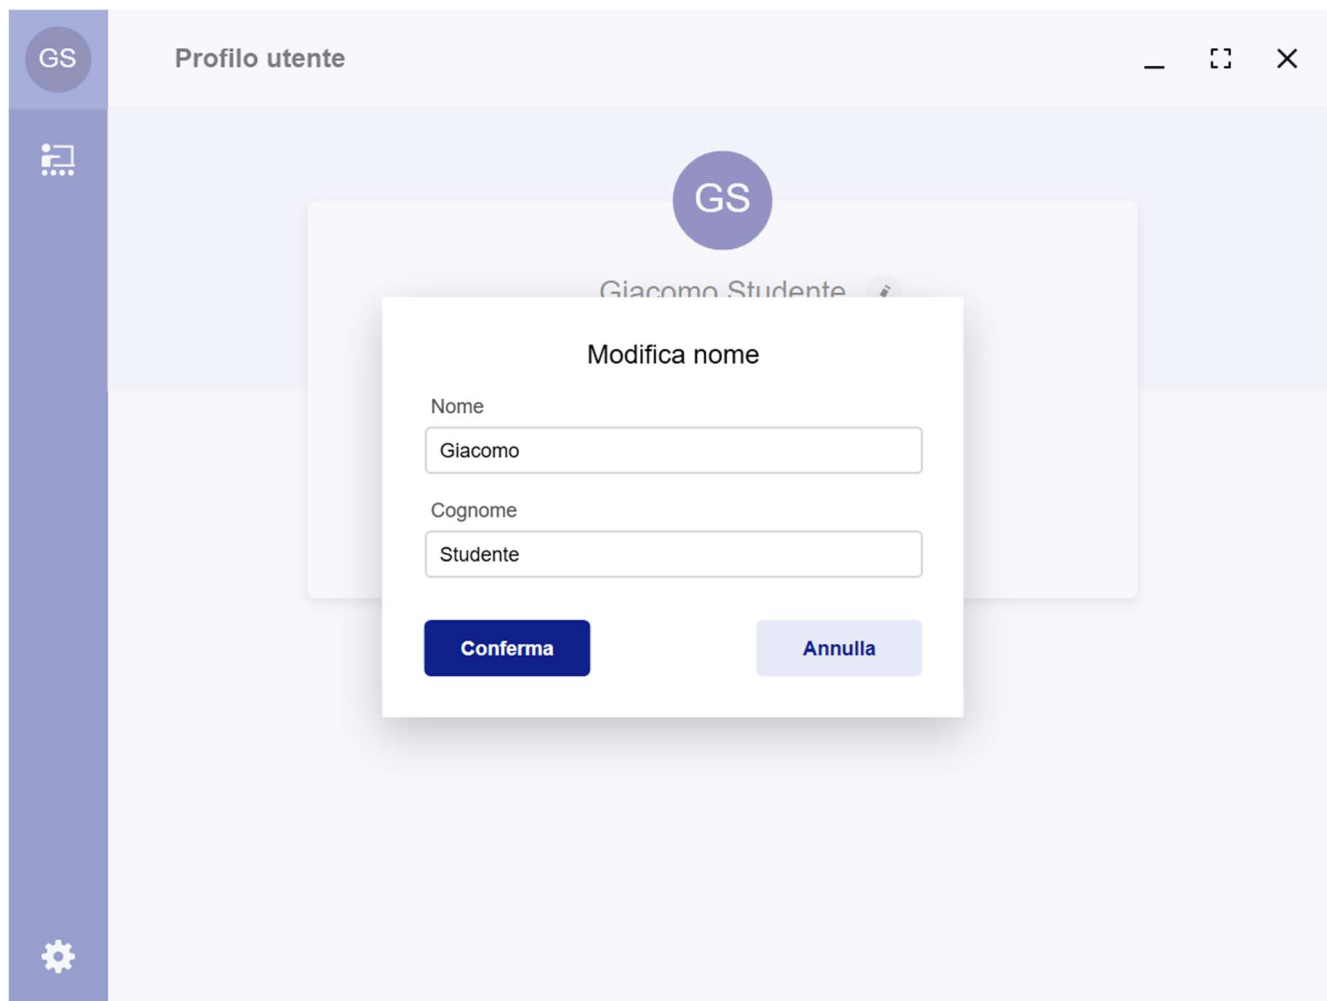 GS
Profilo utente
GS
Giacomo Studente
Modifica nome
Nome
Giacomo
Cognome
Studente
Conferma
Annulla